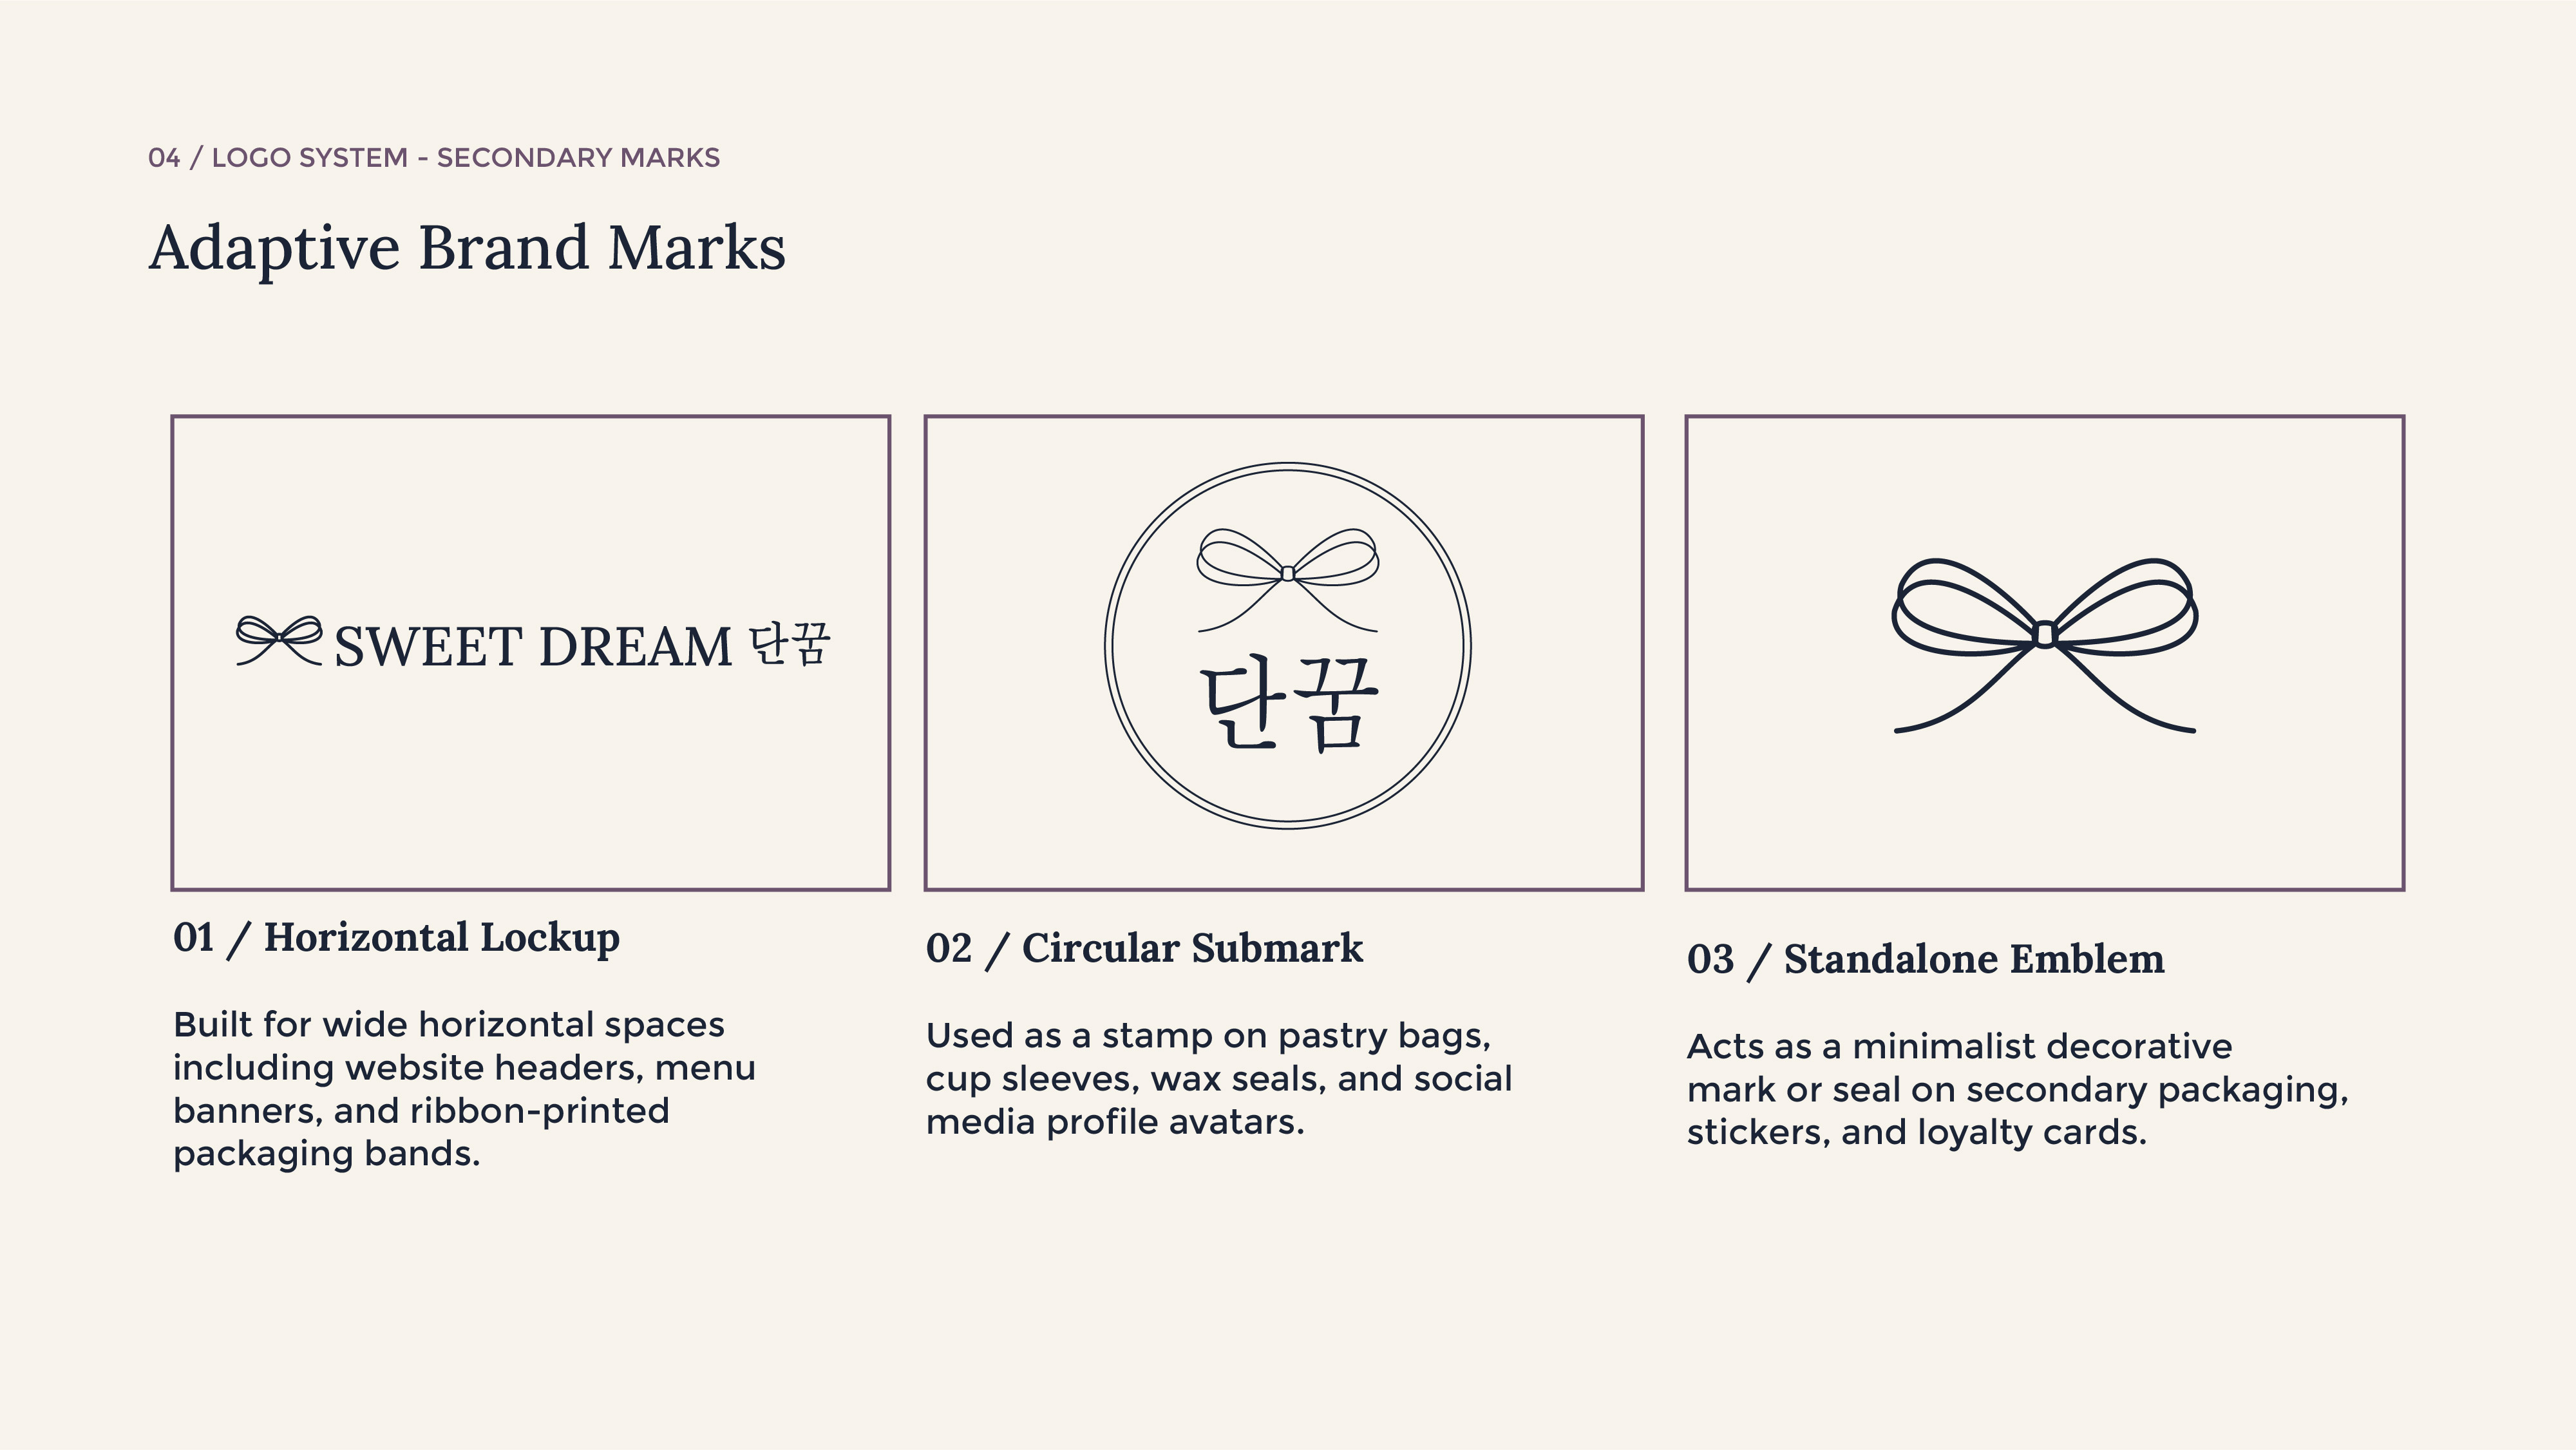 04 / LOGO SYSTEM - SECONDARY MARKS
Adaptive Brand Marks
SWEET DREAM 단꿈
단꿈
01 / Horizontal Lockup
Built for wide horizontal spaces
including website headers, menu
banners, and ribbon-printed
packaging bands.
02 / Circular Submark
Used as a stamp on pastry bags,
cup sleeves, wax seals, and social
media profile avatars.
03 / Standalone Emblem
Acts as a minimalist decorative
mark or seal on secondary packaging,
stickers, and loyalty cards.